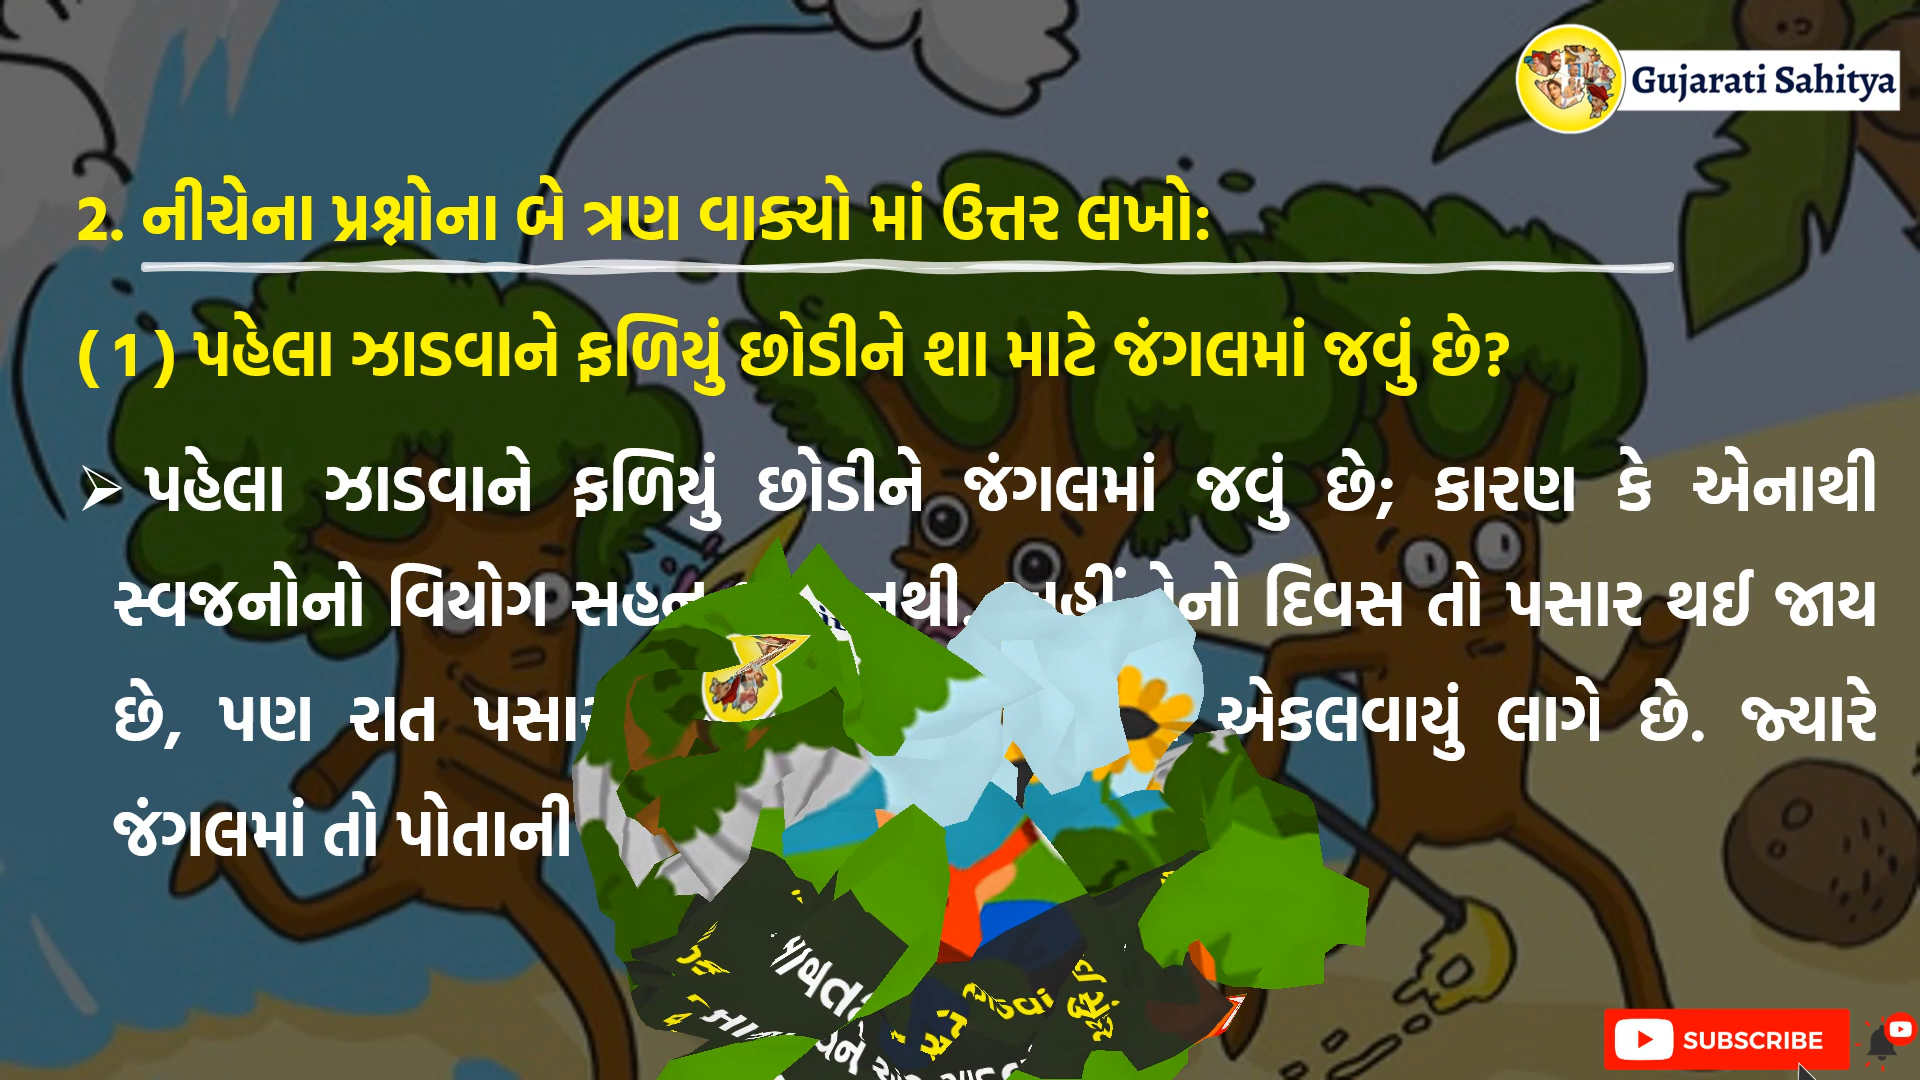 Gujarati Sahitya
2. નીચેના પ્રશ્નોના બે ત્રણ વાક્યો માં ઉત્તર લખો:
(1) પહેલા ઝાડવાને ફળિયું છોડીને શા માટે જંગલમાં જવું છે?
➢ પહેલા ઝાડવાને ફળિયું છોડીને જંગલમાં જવું છે; કારણ કે એનાથી
સ્વજનોનો વિયોગ સહન દિવસ તો પસાર થઈ જાય
છે, પણ રાત એકલવાયું લાગે છે. જ્યારે
જંગલમાં તો પોતાની
SUBSCRIBE